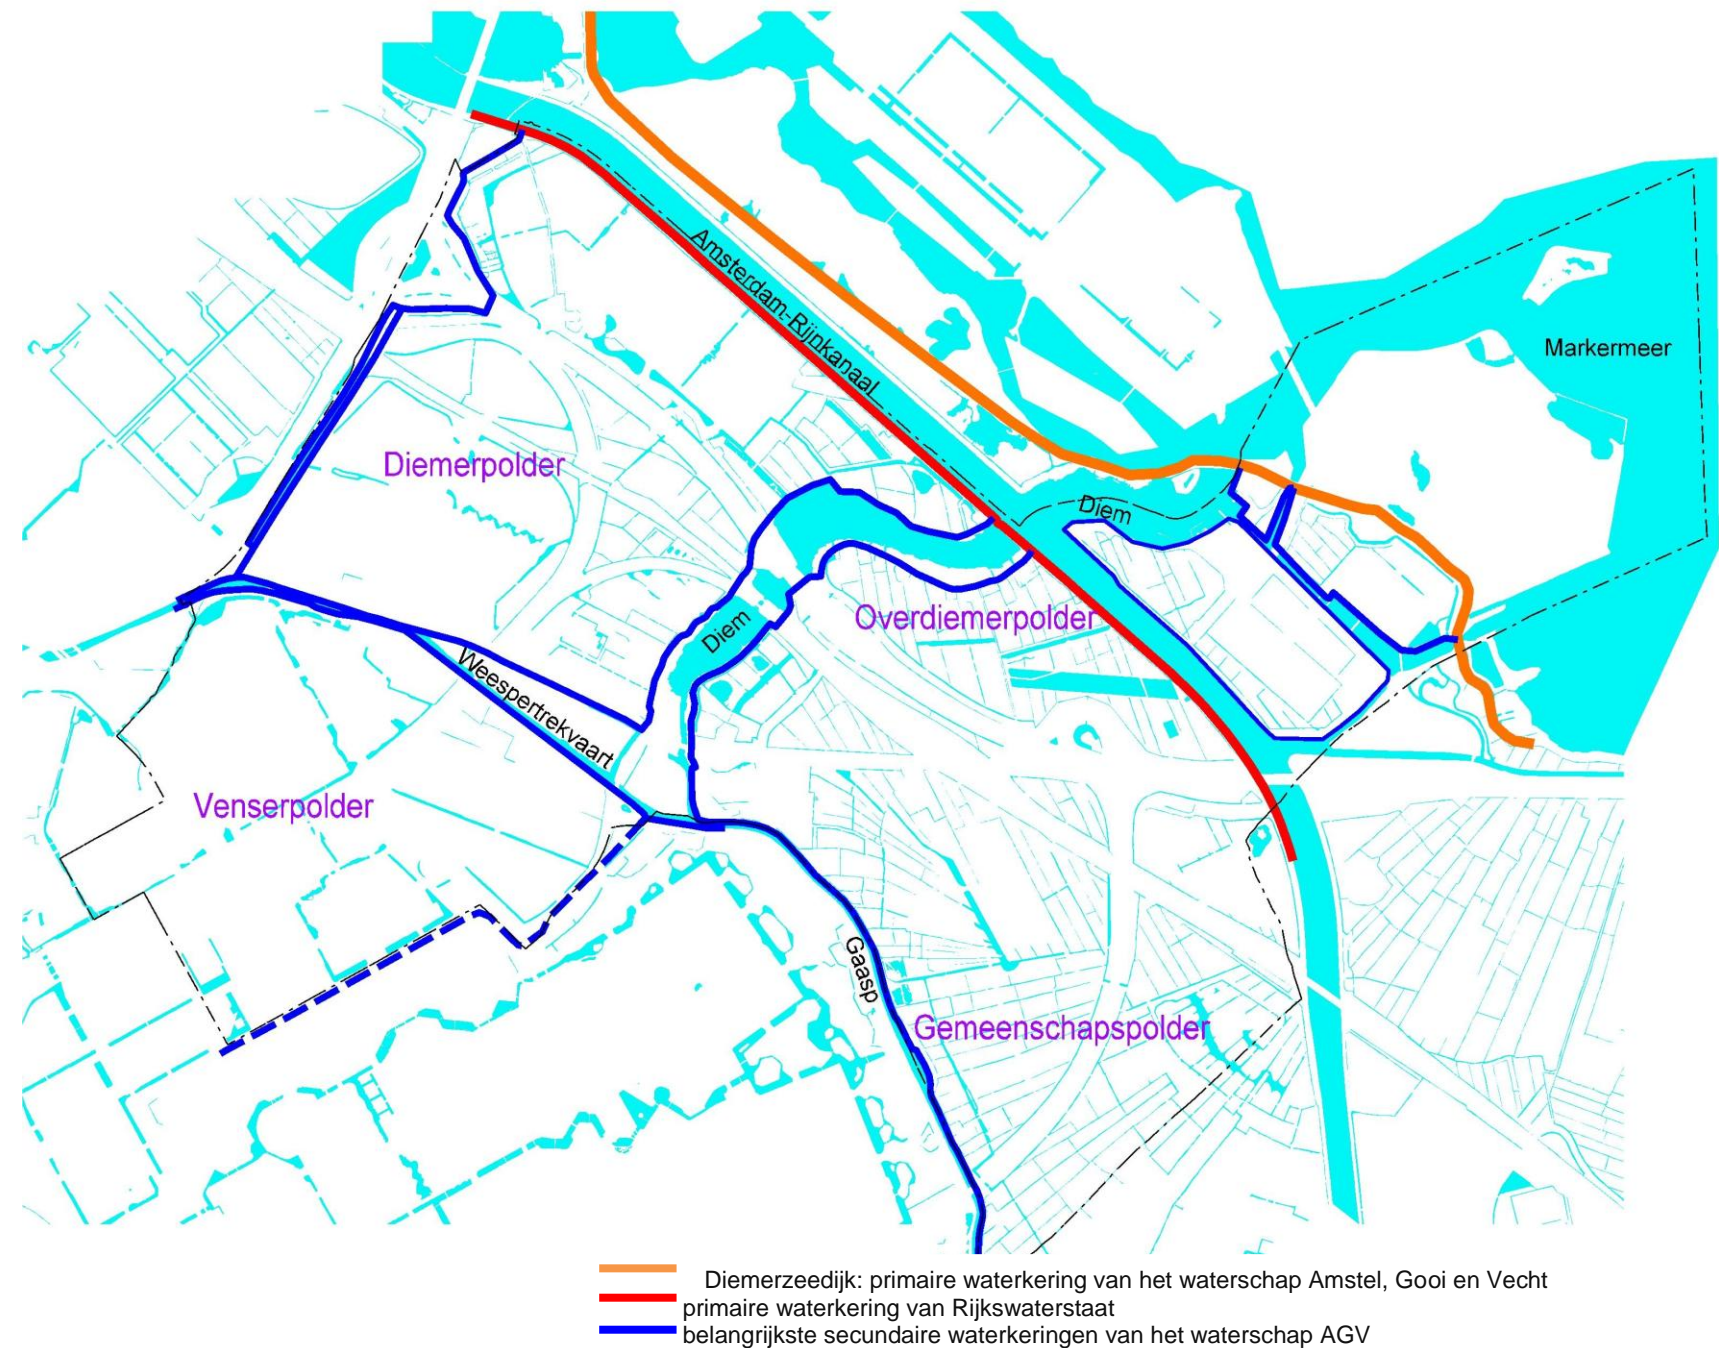 Amsterdam-Rijnkanaal
Markermeer
Diemerpolder
Diem
Overdiemerpolder
Diem
Weespertrekvaart
Venserpolder
Gaasp
Gemeenschapspolder
Diemerzeedijk: primaire waterkering van het waterschap Amstel, Gooi en Vecht
primaire waterkering van Rijkswaterstaat
belangrijkste secundaire waterkeringen van het waterschap AGV